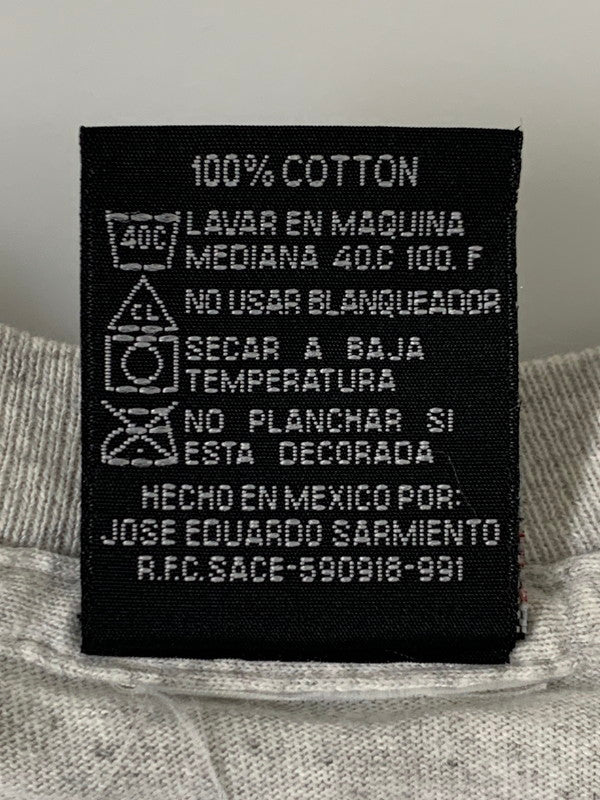 100% COTTON
40C LAVAR EN MAQUINA
MEDIANA 40.C 100. F
CL NO USAR BLANQUEADOR
SECAR A BAJA
TEMPERATURA
NO PLANCHAR SI
ESTA DECORADA
HECHO EN MEXICO POR:
JOSE EDUARDO SARMIENTO
R.F.C. SACE-590918-991